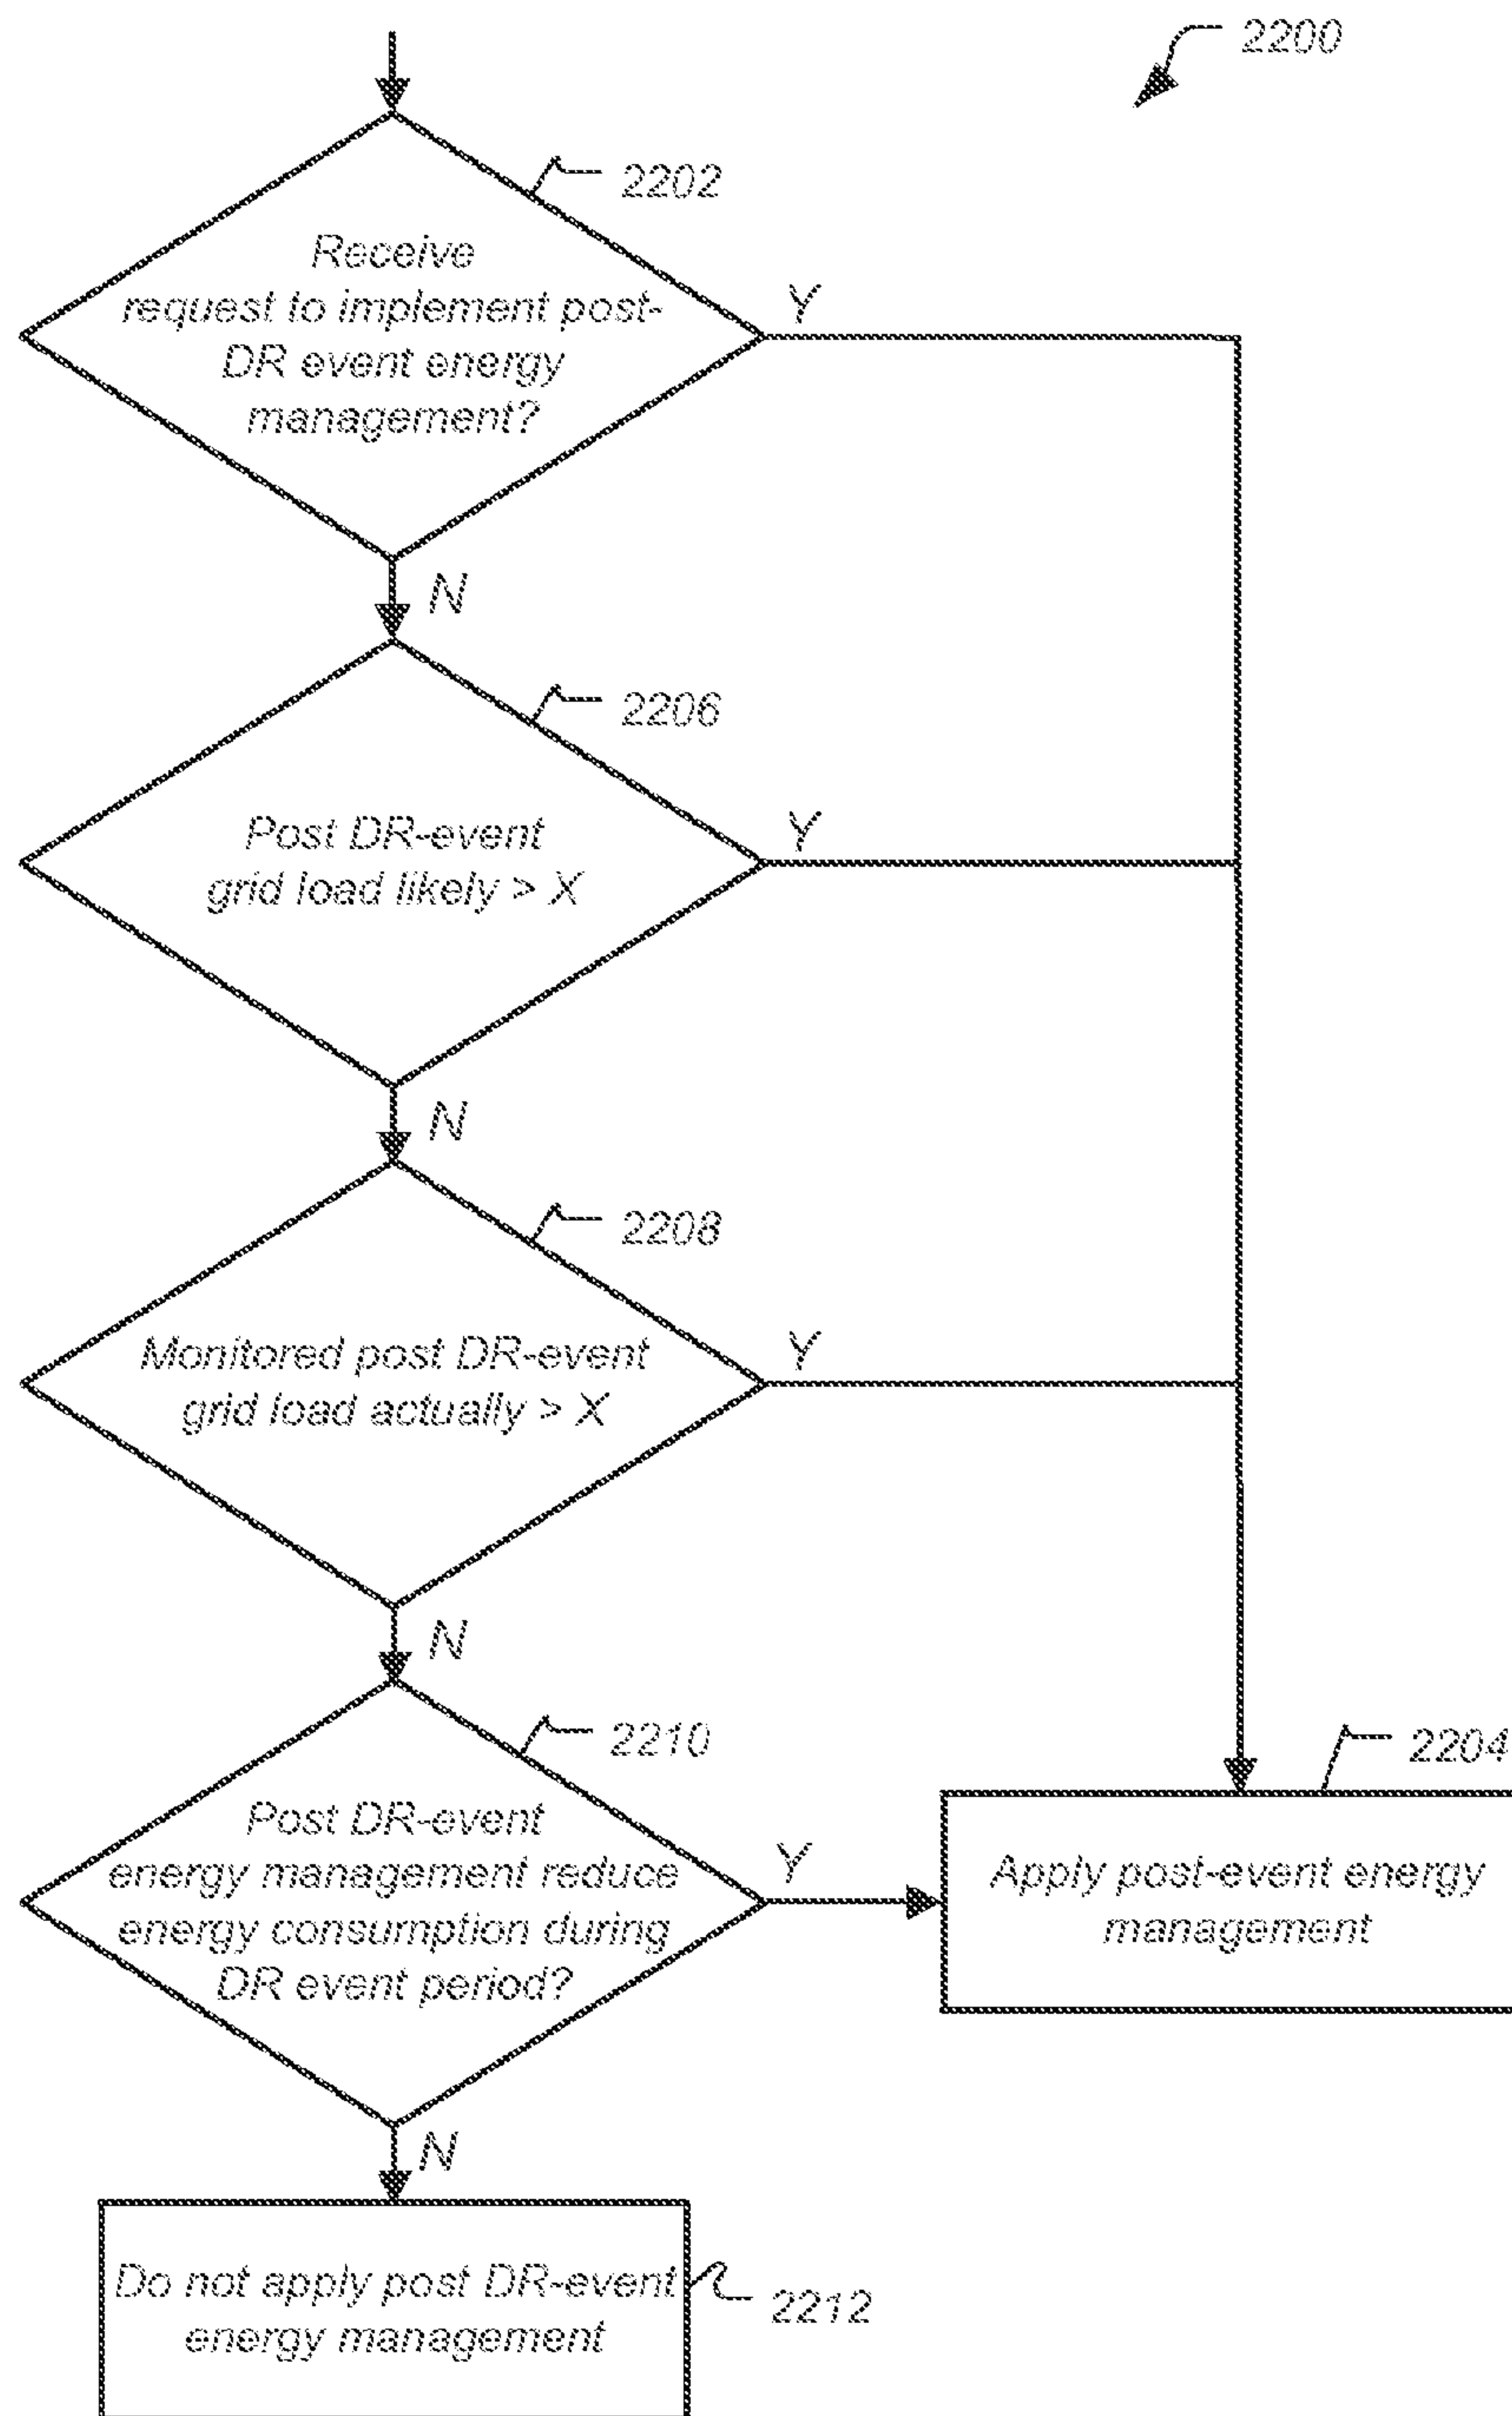 2200
2202
Receive
request to implement post-
DR event energy
management?
Y
N
2206
Post DR-event
grid load likely > X
Y
N
2208
Monitored post DR-event
grid load actually > X
Y
N
2210
Post DR-event
energy management reduce
energy consumption during
DR event period?
Y
2204
Apply post-event energy
management
N
Do not apply post DR-event
energy management
2212